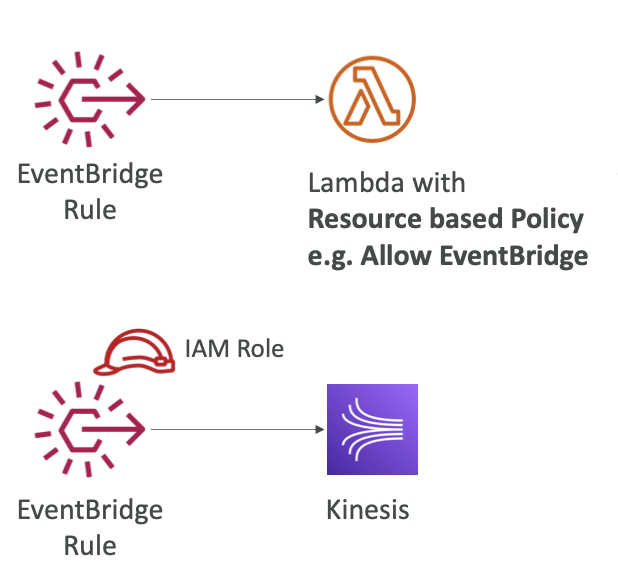 EventBridge
Rule
Lambda with
Resource based Policy
e.g. Allow EventBridge
IAM Role
EventBridge
Rule
Kinesis